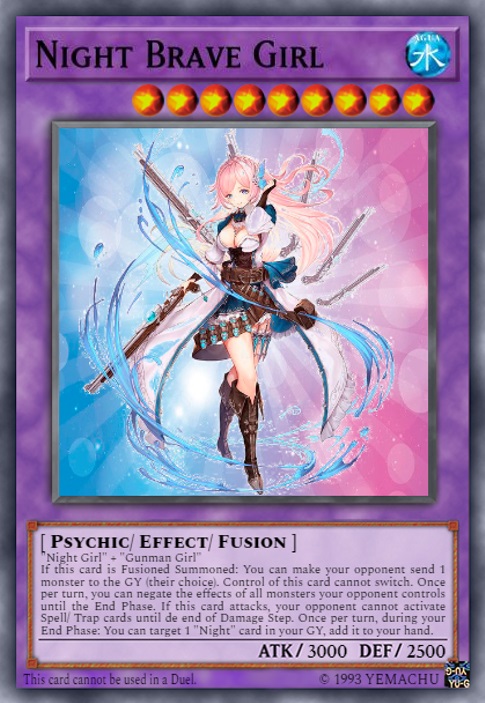 NIGHT BRAVE GIRL
AGUA
水
[ PSYCHIC/ EFFECT/ FUSION ]
"Night Girl" + "Gunman Girl"
If this card is Fusioned Summoned: You can make your opponent send 1
monster to the GY (their choice). Control of this card cannot switch. Once
per turn, you can negate the effects of all monsters your opponent controls
until the End Phase. If this card attacks, your opponent cannot activate
Spell/ Trap cards until de end of Damage Step. Once per turn, during your
End Phase: You can target 1 "Night" card in your GY, add it to your hand.
ATK/ 3000 DEF/ 2500
This card cannot be used in a Duel. © 1993 YEMACHU